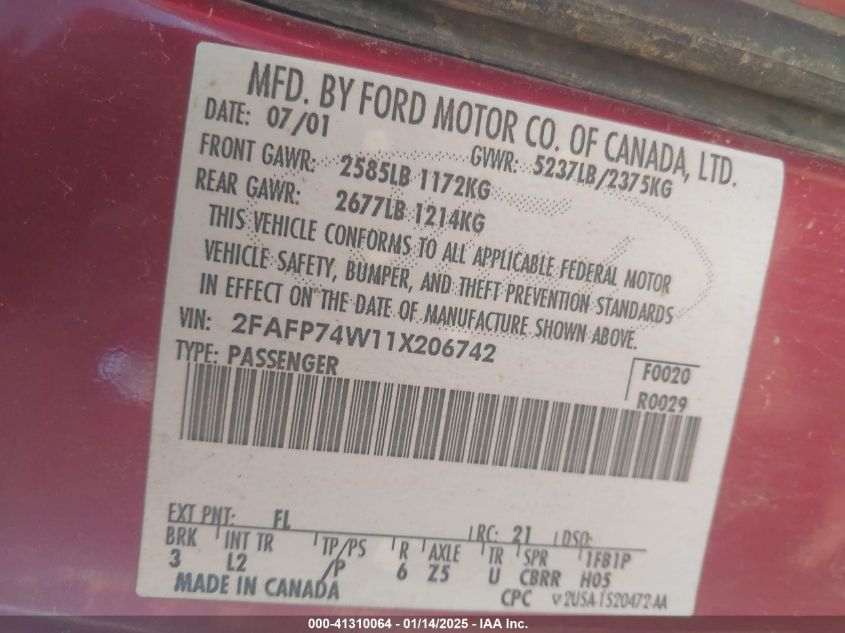 MFD. BY FORD MOTOR CO. OF CANADA, LTD.
DATE: 07/01 GVWR: 5237LB/2375KG
FRONT GAWR: 2585LB 1172KG
REAR GAWR: 2677LB 1214KG
THIS VEHICLE CONFORMS TO ALL APPLICABLE FEDERAL MOTOR
VEHICLE SAFETY, BUMPER, AND THEFT PREVENTION STANDARDS
IN EFFECT ON THE DATE OF MANUFACTURE SHOWN ABOVE.
VIN: 2FAFP74W11X206742
TYPE: PASSENGER
F0020
R0029
EXT PNT: FL RC: 21 DSO:
BRK INT TR TP/PS R AXLE TR SPR 1FB1P
3 L2 /P 6 Z5 U CBRR H05
MADE IN CANADA CPC 2USA-1520472-AA
000-41310064 - 01/14/2025 - IAA Inc.